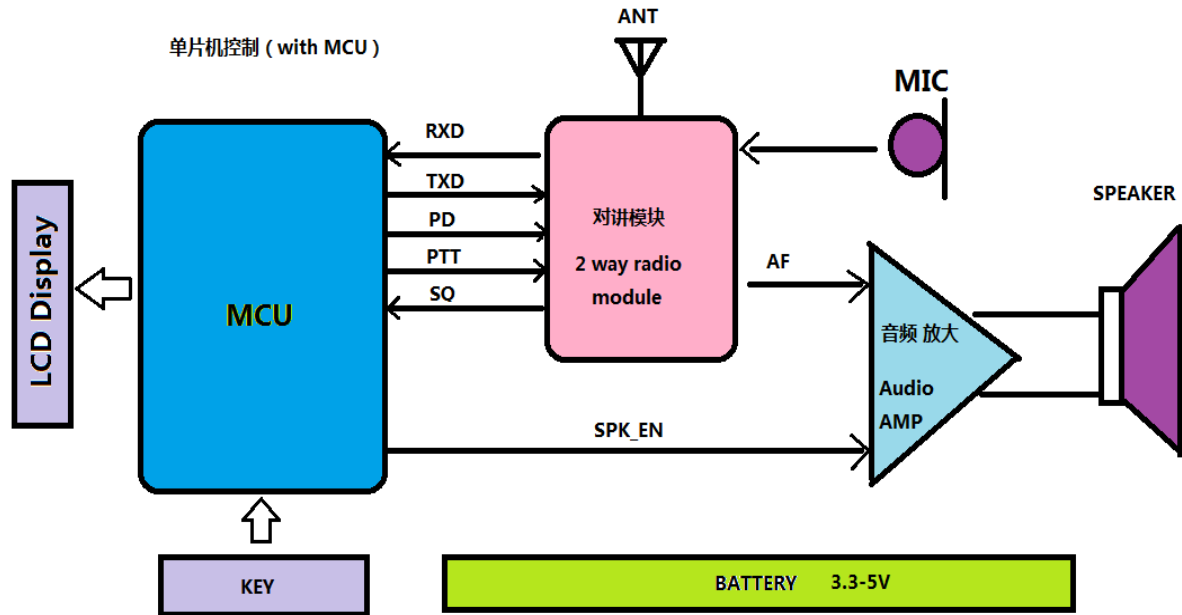 ANT
单片机控制（with MCU）
MIC
RXD
TXD
PD
PTT
SQ
MCU
LCD Display
对讲模块
2 way radio
module
AF
SPEAKER
音频 放大
Audio
AMP
SPK_EN
KEY
BATTERY 3.3-5V